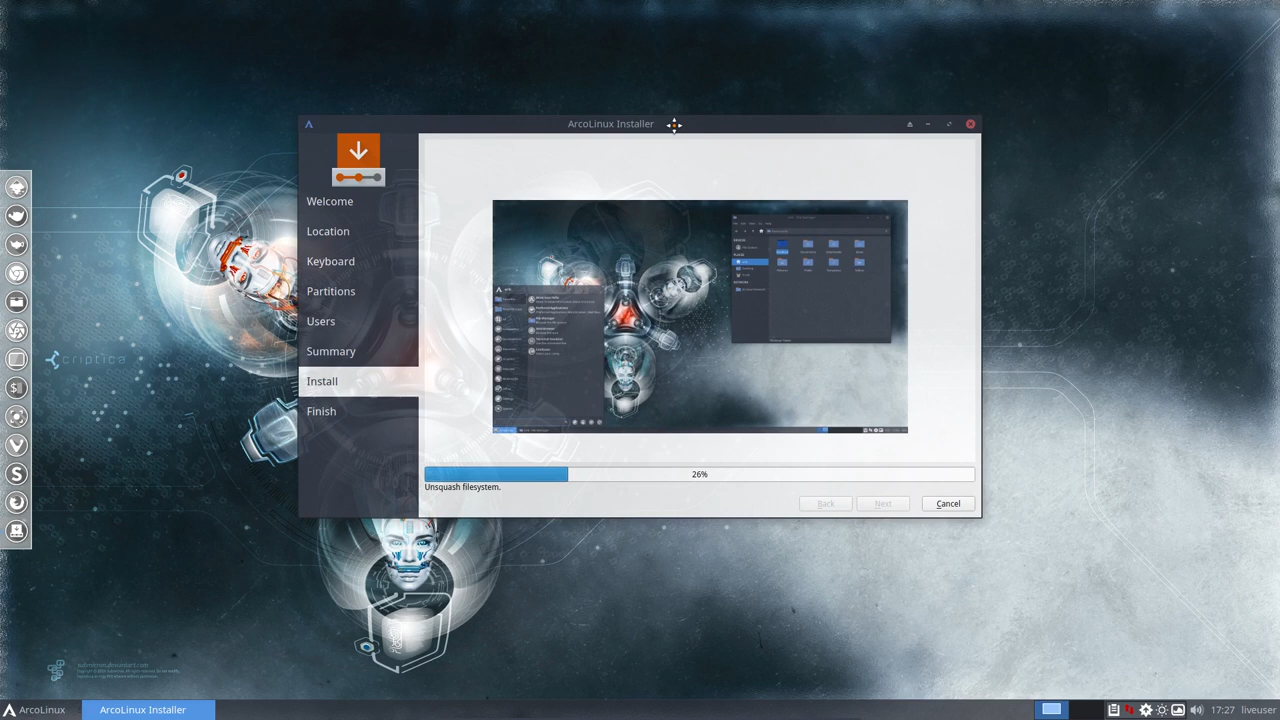 ArcoLinux Installer
Welcome
Location
Keyboard
Partitions
Users
Summary
Install
Finish
criptica
26%
Unsquash filesystem.
Back
Next
Cancel
ArcoLinux
ArcoLinux Installer
17:27
liveuser